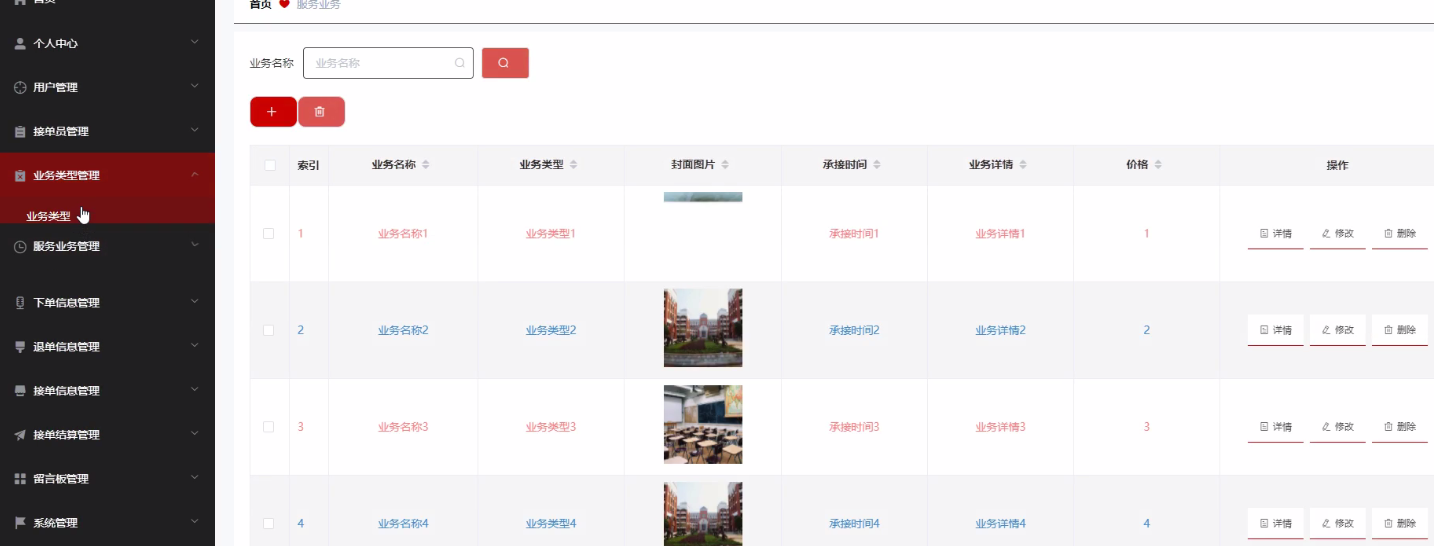 首页
首页 服务业务
个人中心
用户管理
接单员管理
业务类型管理
业务类型
服务业务管理
下单信息管理
退单信息管理
接单信息管理
接单结算管理
留言板管理
系统管理
业务名称 业务名称
索引 业务名称 业务类型 封面图片 承接时间 业务详情 价格 操作
1 业务名称1 业务类型1 承接时间1 业务详情1 1 详情 修改 删除
2 业务名称2 业务类型2 承接时间2 业务详情2 2 详情 修改 删除
3 业务名称3 业务类型3 承接时间3 业务详情3 3 详情 修改 删除
4 业务名称4 业务类型4 承接时间4 业务详情4 4 详情 修改 删除